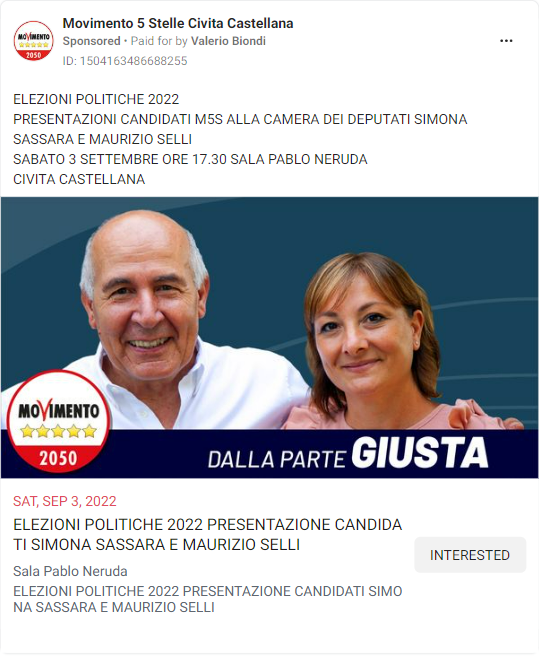 Movimento 5 Stelle Civita Castellana
Sponsored • Paid for by Valerio Biondi
ID: 1504163486688255
ELEZIONI POLITICHE 2022
PRESENTAZIONI CANDIDATI M5S ALLA CAMERA DEI DEPUTATI SIMONA
SASSARA E MAURIZIO SELLI
SABATO 3 SETTEMBRE ORE 17.30 SALA PABLO NERUDA
CIVITA CASTELLANA
MOVIMENTO
2050
DALLA PARTE GIUSTA
SAT, SEP 3, 2022
ELEZIONI POLITICHE 2022 PRESENTAZIONE CANDIDA
TI SIMONA SASSARA E MAURIZIO SELLI
INTERESTED
Sala Pablo Neruda
ELEZIONI POLITICHE 2022 PRESENTAZIONE CANDIDATI SIMO
NA SASSARA E MAURIZIO SELLI